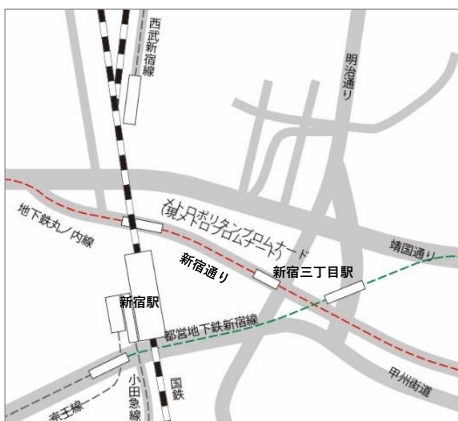 西武新宿線
明治通り
メトロポリタンプロムナード
(現メトロプロムナード)
地下鉄丸ノ内線
靖国通り
新宿通り
新宿三丁目駅
新宿駅
都営地下鉄新宿線
甲州街道
国鉄
小田急線
京王線